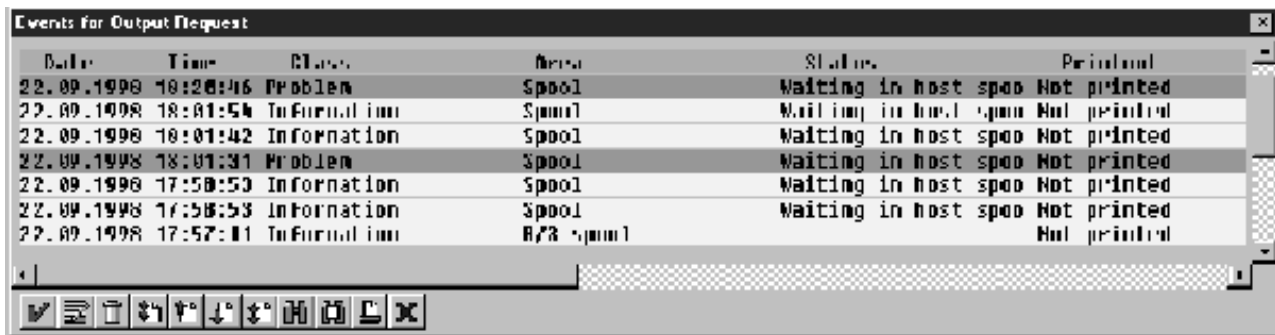 Events for Output Request
Date Time Class Area Status Printout
22.09.1998 18:28:46 Problem Spool Waiting in host spoo Not printed
22.09.1998 18:01:54 Information Spool Waiting in host spoo Not printed
22.09.1998 18:01:42 Information Spool Waiting in host spoo Not printed
22.09.1998 18:01:31 Problem Spool Waiting in host spoo Not printed
22.09.1998 17:58:53 Information Spool Waiting in host spoo Not printed
22.09.1998 17:58:53 Information Spool Waiting in host spoo Not printed
22.09.1998 Information R/3 spool Not printed